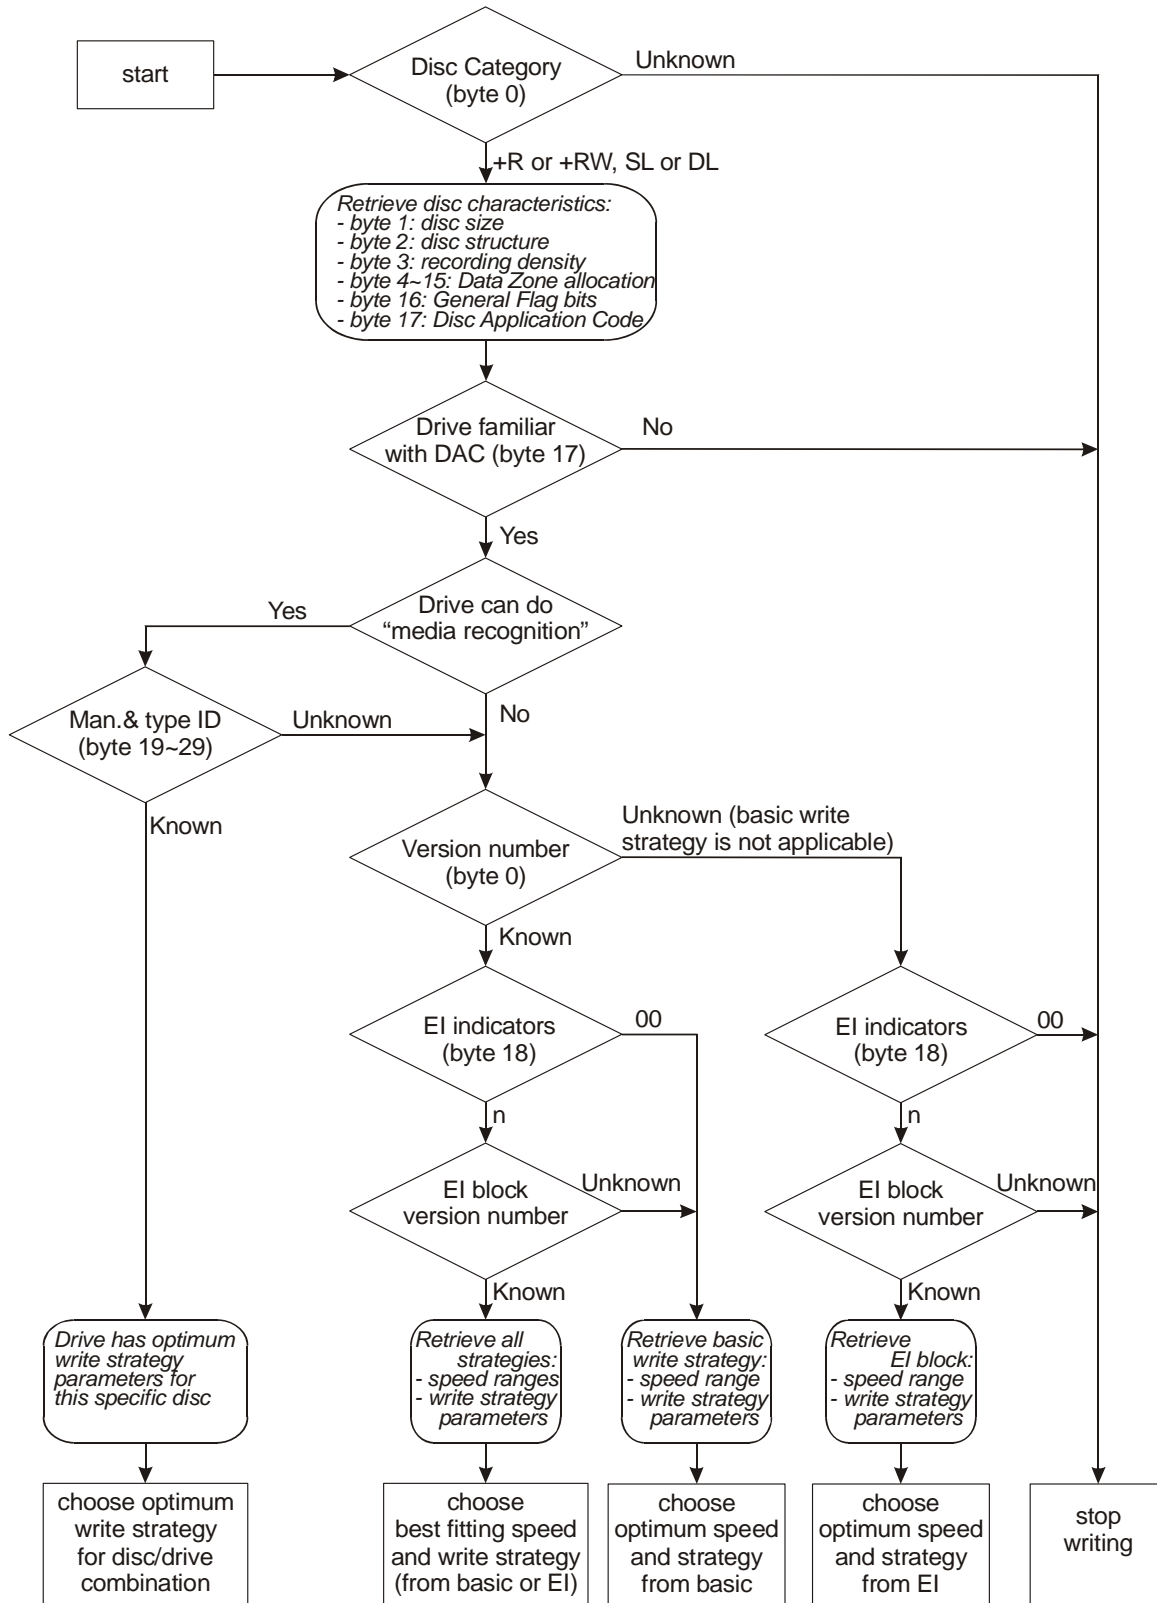 start
Disc Category
(byte 0)
Unknown
+R or +RW, SL or DL
Retrieve disc characteristics:
- byte 1: disc size
- byte 2: disc structure
- byte 3: recording density
- byte 4~15: Data Zone allocation
- byte 16: General Flag bits
- byte 17: Disc Application Code
Drive familiar
with DAC (byte 17)
No
Yes
Drive can do
“media recognition”
Yes
No
Man.& type ID
(byte 19~29)
Unknown
Known
Version number
(byte 0)
Unknown (basic write
strategy is not applicable)
Known
EI indicators
(byte 18)
00
n
EI indicators
(byte 18)
00
n
EI block
version number
Unknown
Known
EI block
version number
Unknown
Known
Drive has optimum
write strategy
parameters for
this specific disc
Retrieve all
strategies:
- speed ranges
- write strategy
parameters
Retrieve basic
write strategy:
- speed range
- write strategy
parameters
Retrieve
EI block:
- speed range
- write strategy
parameters
choose optimum
write strategy
for disc/drive
combination
choose
best fitting speed
and write strategy
(from basic or EI)
choose
optimum speed
and strategy
from basic
choose
optimum speed
and strategy
from EI
stop
writing